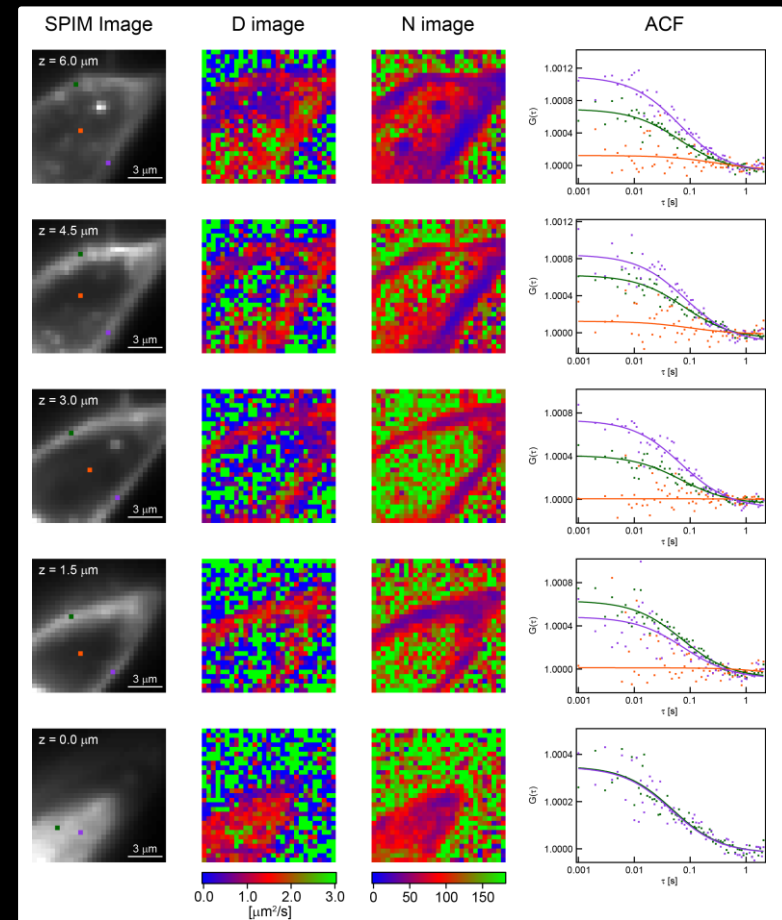 SPIM Image D image N image ACF
z = 6.0 μm
3 μm
G(τ)
1.0012
1.0008
1.0004
1.0000
0.001 0.01 0.1 1
τ [s]
z = 4.5 μm
3 μm
G(τ)
1.0012
1.0008
1.0004
1.0000
0.001 0.01 0.1 1
τ [s]
z = 3.0 μm
3 μm
G(τ)
1.0008
1.0004
1.0000
0.001 0.01 0.1 1
τ [s]
z = 1.5 μm
3 μm
G(τ)
1.0008
1.0004
1.0000
0.001 0.01 0.1 1
τ [s]
z = 0.0 μm
3 μm
G(τ)
1.0004
1.0002
1.0000
0.001 0.01 0.1 1
τ [s]
0.0 1.0 2.0 3.0
[μm²/s]
0 50 100 150